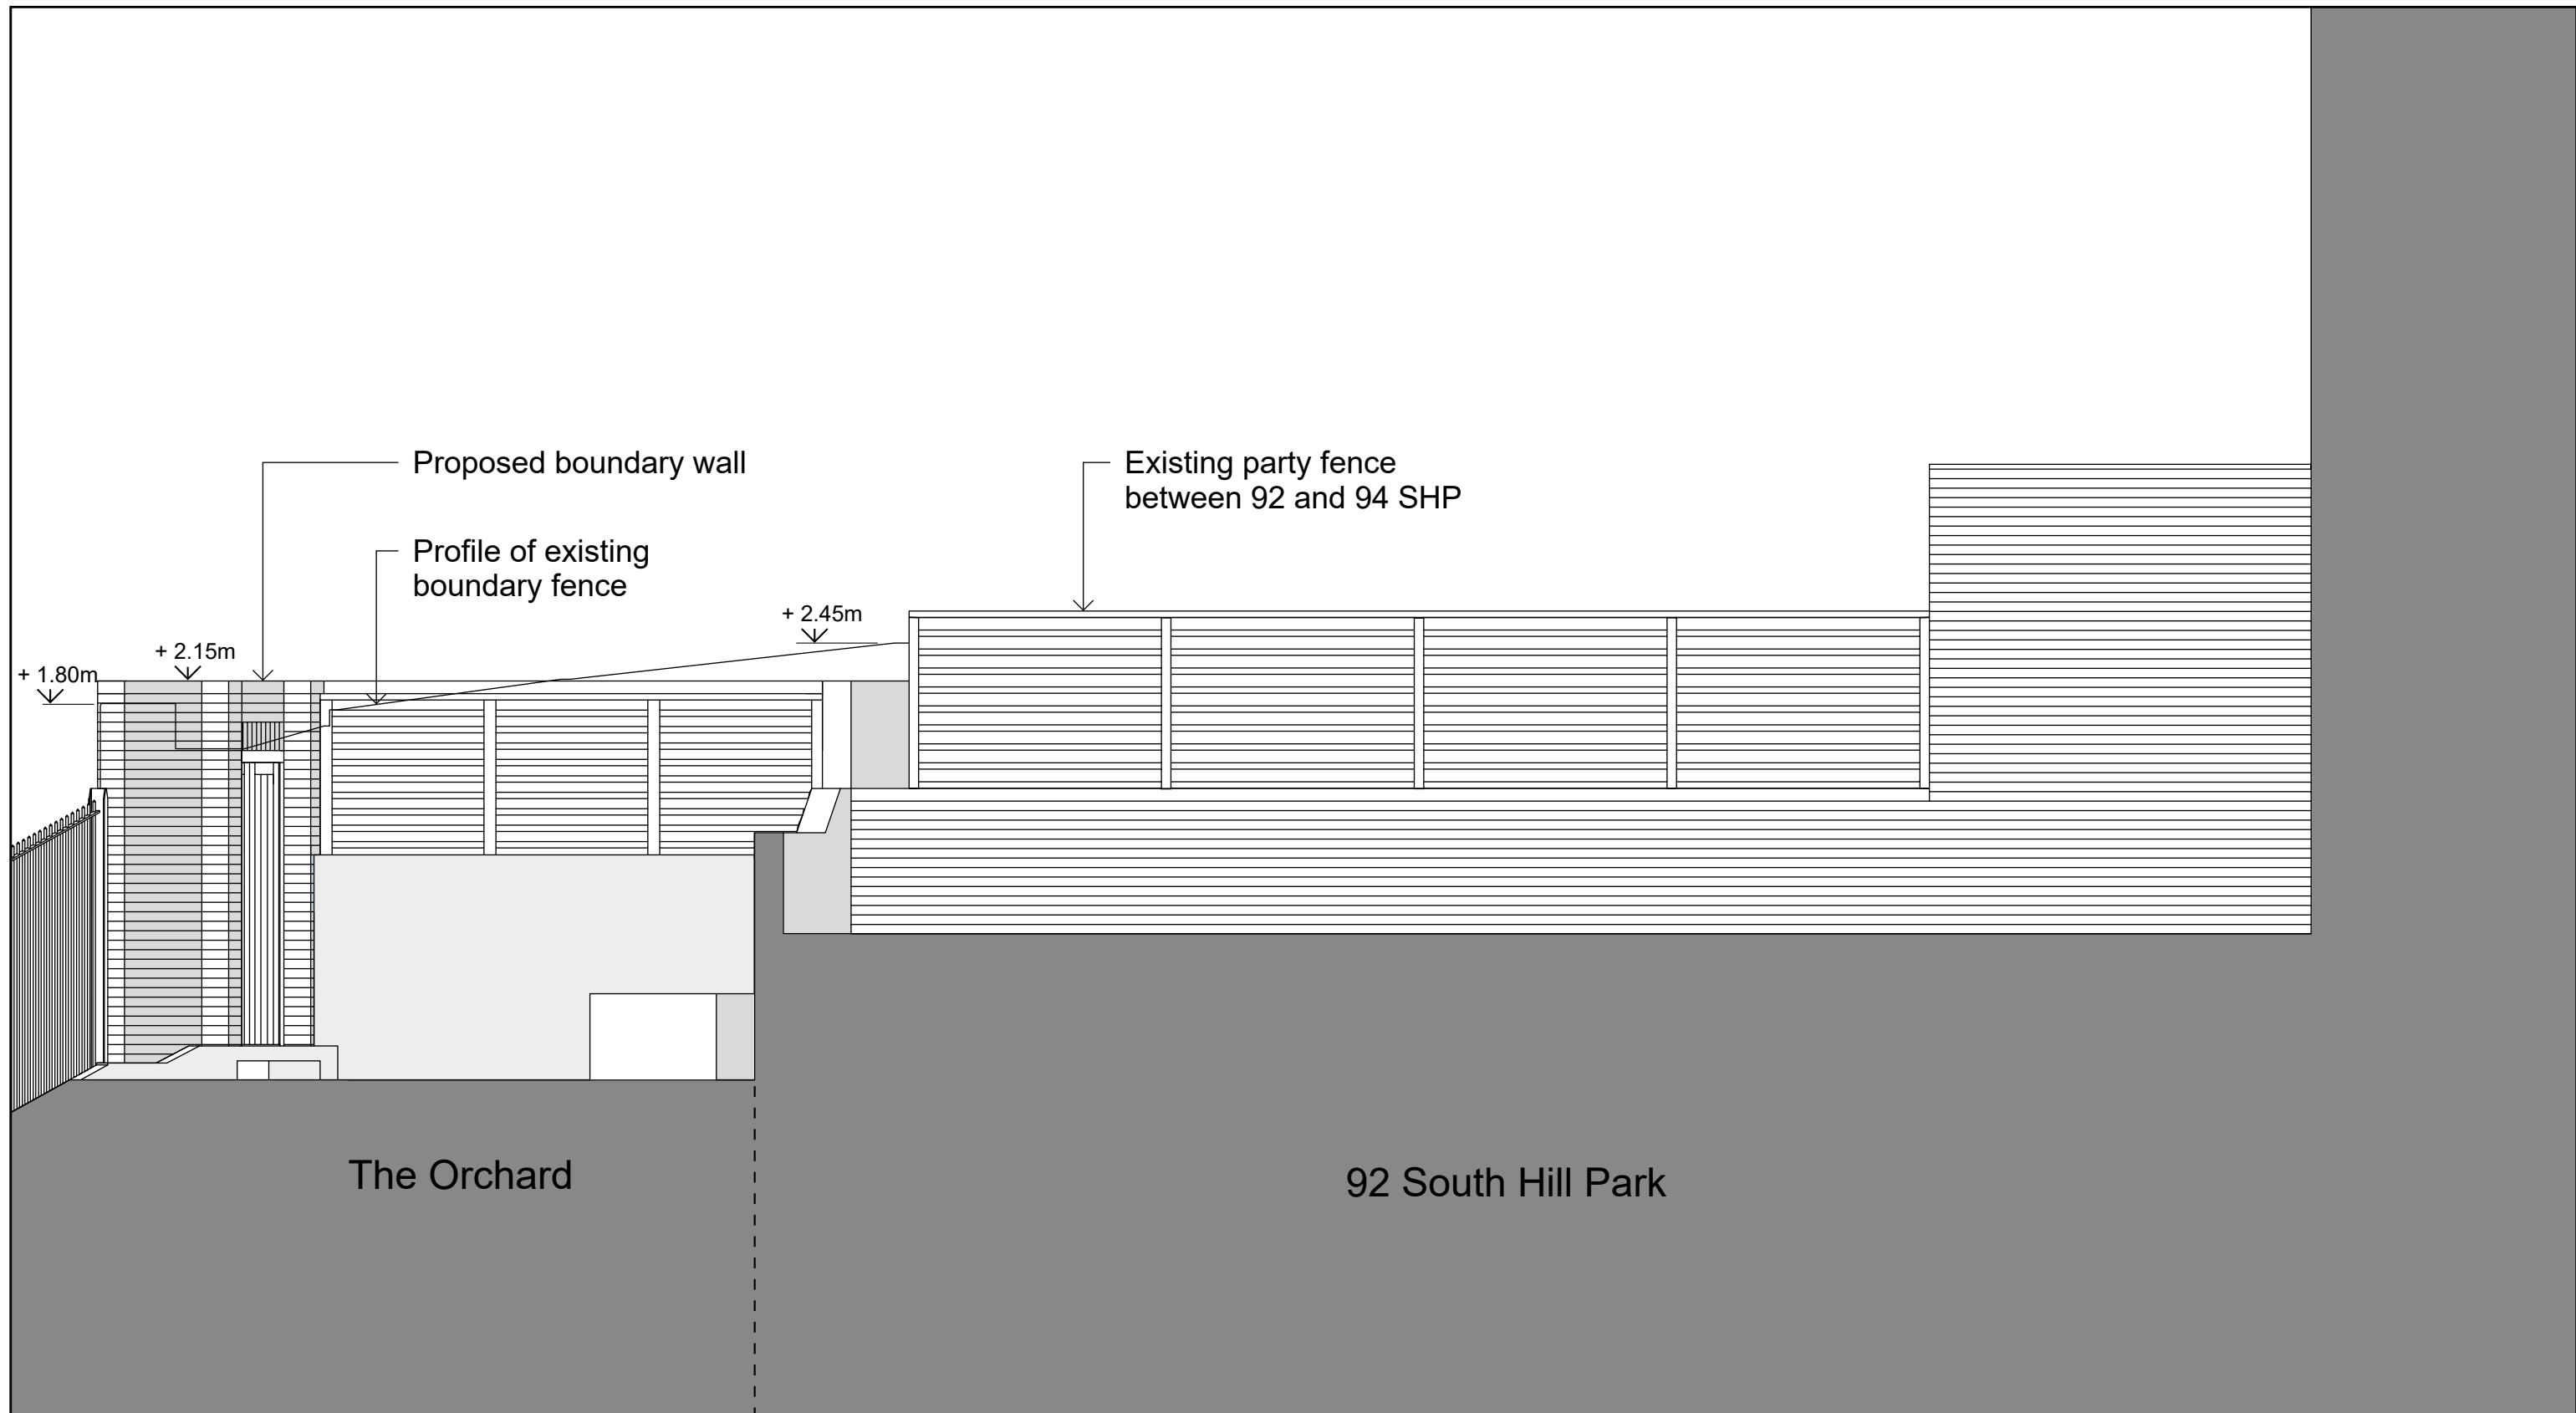 Proposed boundary wall
Existing party fence
between 92 and 94 SHP
Profile of existing
boundary fence
+ 2.45m
+ 2.15m
+ 1.80m
The Orchard
92 South Hill Park